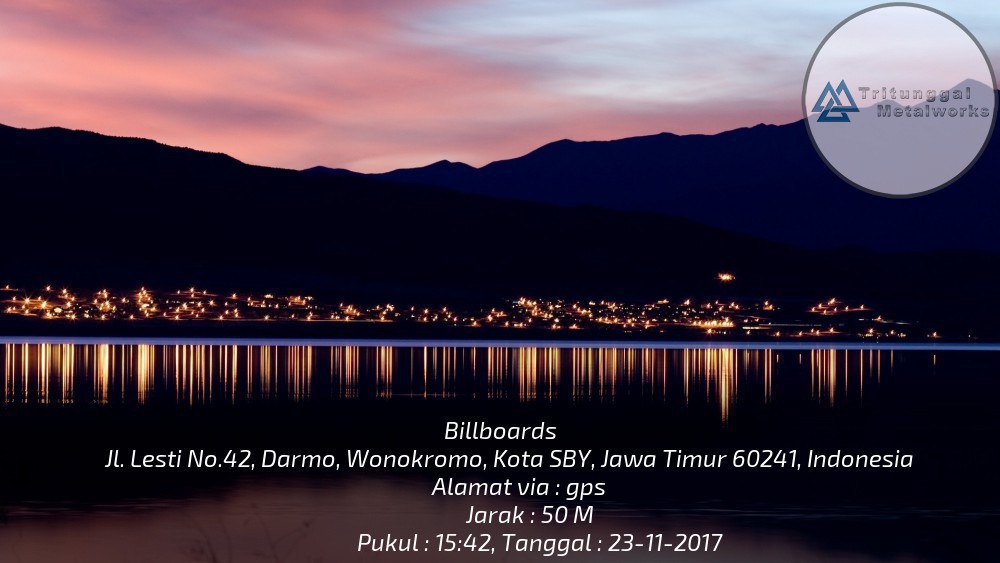 Tritunggal
Metalworks
Billboards
Jl. Lesti No.42, Darmo, Wonokromo, Kota SBY, Jawa Timur 60241, Indonesia
Alamat via : gps
Jarak : 50 M
Pukul : 15:42, Tanggal : 23-11-2017